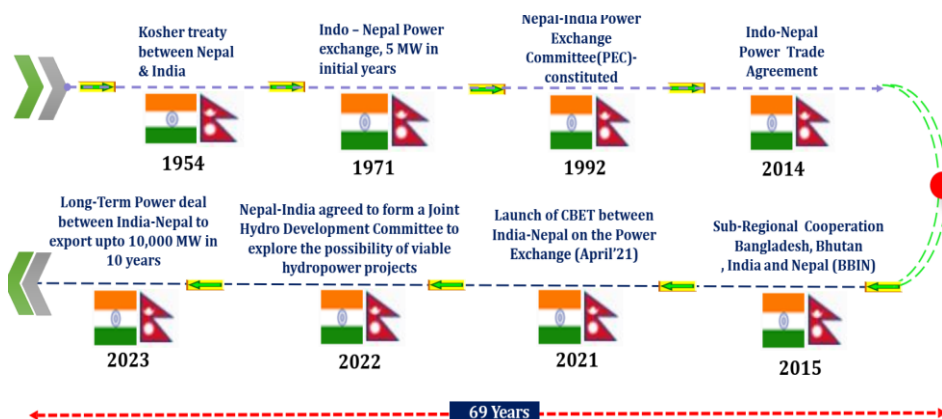 Kosher treaty
between Nepal
& India
1954
Indo – Nepal Power
exchange, 5 MW in
initial years
1971
Nepal-India Power
Exchange
Committee(PEC)-
constituted
1992
Indo-Nepal
Power Trade
Agreement
2014
Long-Term Power deal
between India-Nepal to
export upto 10,000 MW in
10 years
2023
Nepal-India agreed to form a Joint
Hydro Development Committee to
explore the possibility of viable
hydropower projects
2022
Launch of CBET between
India-Nepal on the Power
Exchange (April'21)
2021
Sub-Regional Cooperation
Bangladesh, Bhutan
, India and Nepal (BBIN)
2015
69 Years